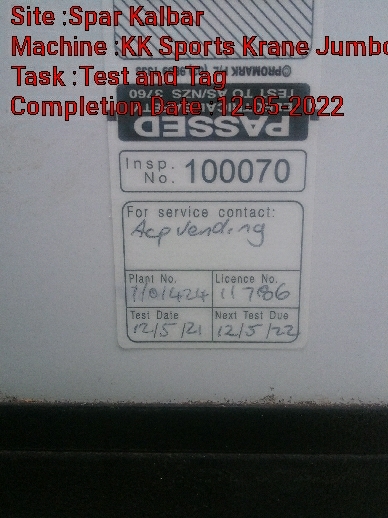 Site :Spar Kalbar
Machine :KK Sports Krane Jumbo
Task :Test and Tag
Completion Date :12-05-2022
©PROMARK P/L
TEST TO AS/NZS 3760
PASSED
Insp. No. 100070
For service contact:
Acp Vending
Plant No. Licence No.
17101424 11786
Test Date Next Test Due
12/5/21 12/5/22